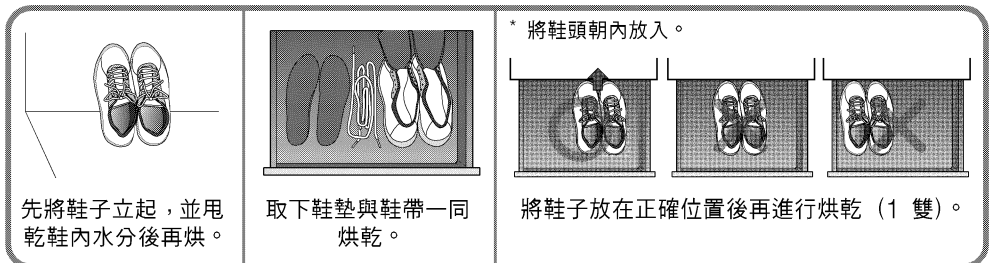 * 將鞋頭朝內放入。
先將鞋子立起，並甩
乾鞋內水分後再烘。
取下鞋墊與鞋帶一同
烘乾。
將鞋子放在正確位置後再進行烘乾（1 雙）。